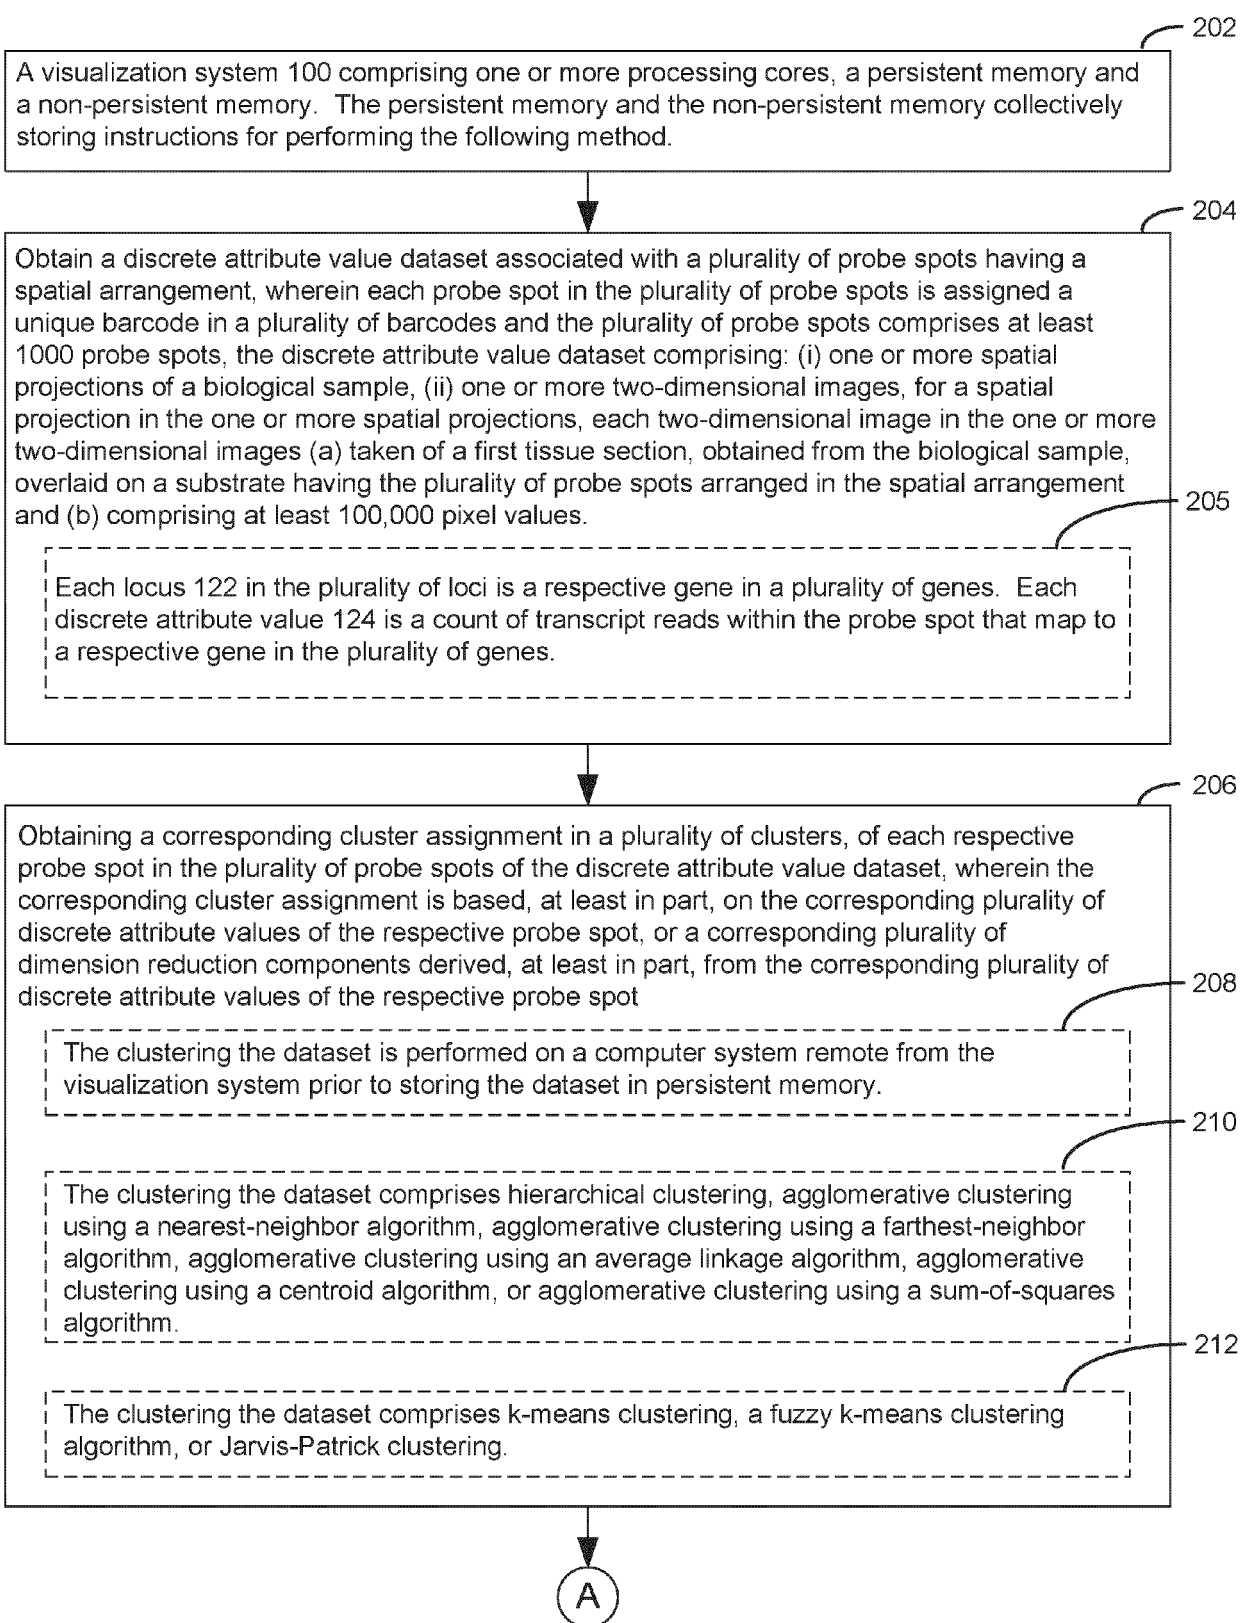 202
A visualization system 100 comprising one or more processing cores, a persistent memory and
a non-persistent memory. The persistent memory and the non-persistent memory collectively
storing instructions for performing the following method.
204
Obtain a discrete attribute value dataset associated with a plurality of probe spots having a
spatial arrangement, wherein each probe spot in the plurality of probe spots is assigned a
unique barcode in a plurality of barcodes and the plurality of probe spots comprises at least
1000 probe spots, the discrete attribute value dataset comprising: (i) one or more spatial
projections of a biological sample, (ii) one or more two-dimensional images, for a spatial
projection in the one or more spatial projections, each two-dimensional image in the one or more
two-dimensional images (a) taken of a first tissue section, obtained from the biological sample,
overlaid on a substrate having the plurality of probe spots arranged in the spatial arrangement
and (b) comprising at least 100,000 pixel values.
205
Each locus 122 in the plurality of loci is a respective gene in a plurality of genes. Each
discrete attribute value 124 is a count of transcript reads within the probe spot that map to
a respective gene in the plurality of genes.
206
Obtaining a corresponding cluster assignment in a plurality of clusters, of each respective
probe spot in the plurality of probe spots of the discrete attribute value dataset, wherein the
corresponding cluster assignment is based, at least in part, on the corresponding plurality of
discrete attribute values of the respective probe spot, or a corresponding plurality of
dimension reduction components derived, at least in part, from the corresponding plurality of
discrete attribute values of the respective probe spot
208
The clustering the dataset is performed on a computer system remote from the
visualization system prior to storing the dataset in persistent memory.
210
The clustering the dataset comprises hierarchical clustering, agglomerative clustering
using a nearest-neighbor algorithm, agglomerative clustering using a farthest-neighbor
algorithm, agglomerative clustering using an average linkage algorithm, agglomerative
clustering using a centroid algorithm, or agglomerative clustering using a sum-of-squares
algorithm.
212
The clustering the dataset comprises k-means clustering, a fuzzy k-means clustering
algorithm, or Jarvis-Patrick clustering.
A